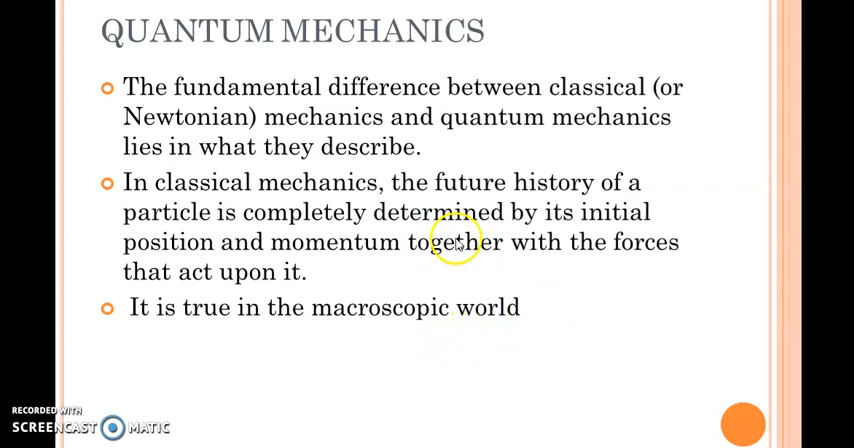 QUANTUM MECHANICS
The fundamental difference between classical (or
Newtonian) mechanics and quantum mechanics
lies in what they describe.
In classical mechanics, the future history of a
particle is completely determined by its initial
position and momentum together with the forces
that act upon it.
It is true in the macroscopic world
RECORDED WITH
SCREENCAST MATIC